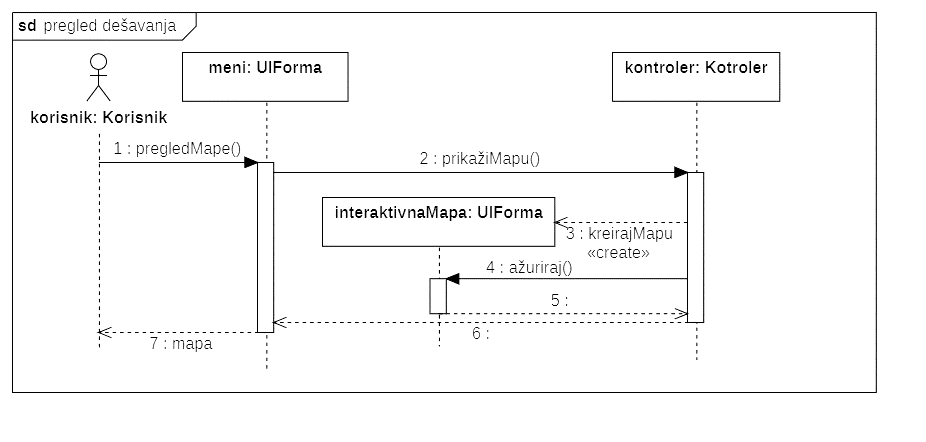 sd pregled dešavanja
meni: UIForma
kontroler: Kotroler
korisnik: Korisnik
1 : pregledMape()
2 : prikažiMapu()
interaktivnaMapa: UIForma
3 : kreirajMapu
«create»
4 : ažuriraj()
5 :
6 :
7 : mapa